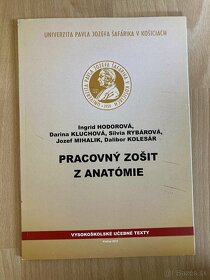 UNIVERZITA PAVLA JOZEFA ŠAFÁRIKA V KOŠICIACH
Ingrid HODOROVÁ,
Darina KLUCHOVÁ, Silvia RYBÁROVÁ,
Jozef MIHALIK, Dalibor KOLESÁR
PRACOVNÝ ZOŠIT
Z ANATÓMIE
VYSOKOŠKOLSKÉ UČEBNÉ TEXTY